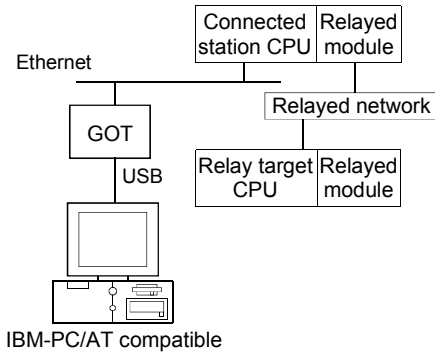 Connected
station CPU
Relayed
module
Ethernet
Relayed network
GOT
Relay target
CPU
Relayed
module
USB
IBM-PC/AT compatible